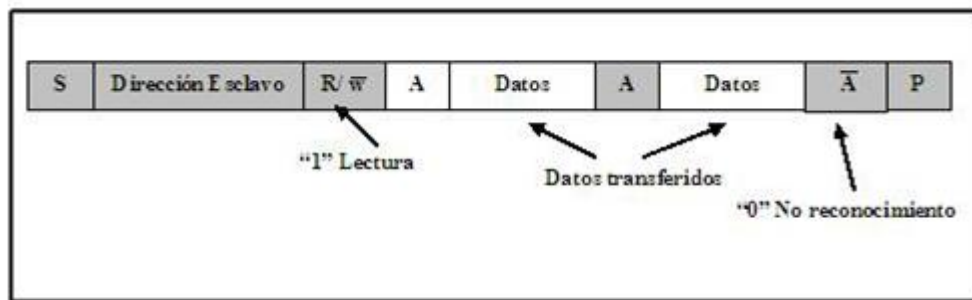 S Dirección Esclavo R/w̅ A Datos A Datos A̅ P
“1” Lectura
Datos transferidos
“0” No reconocimiento